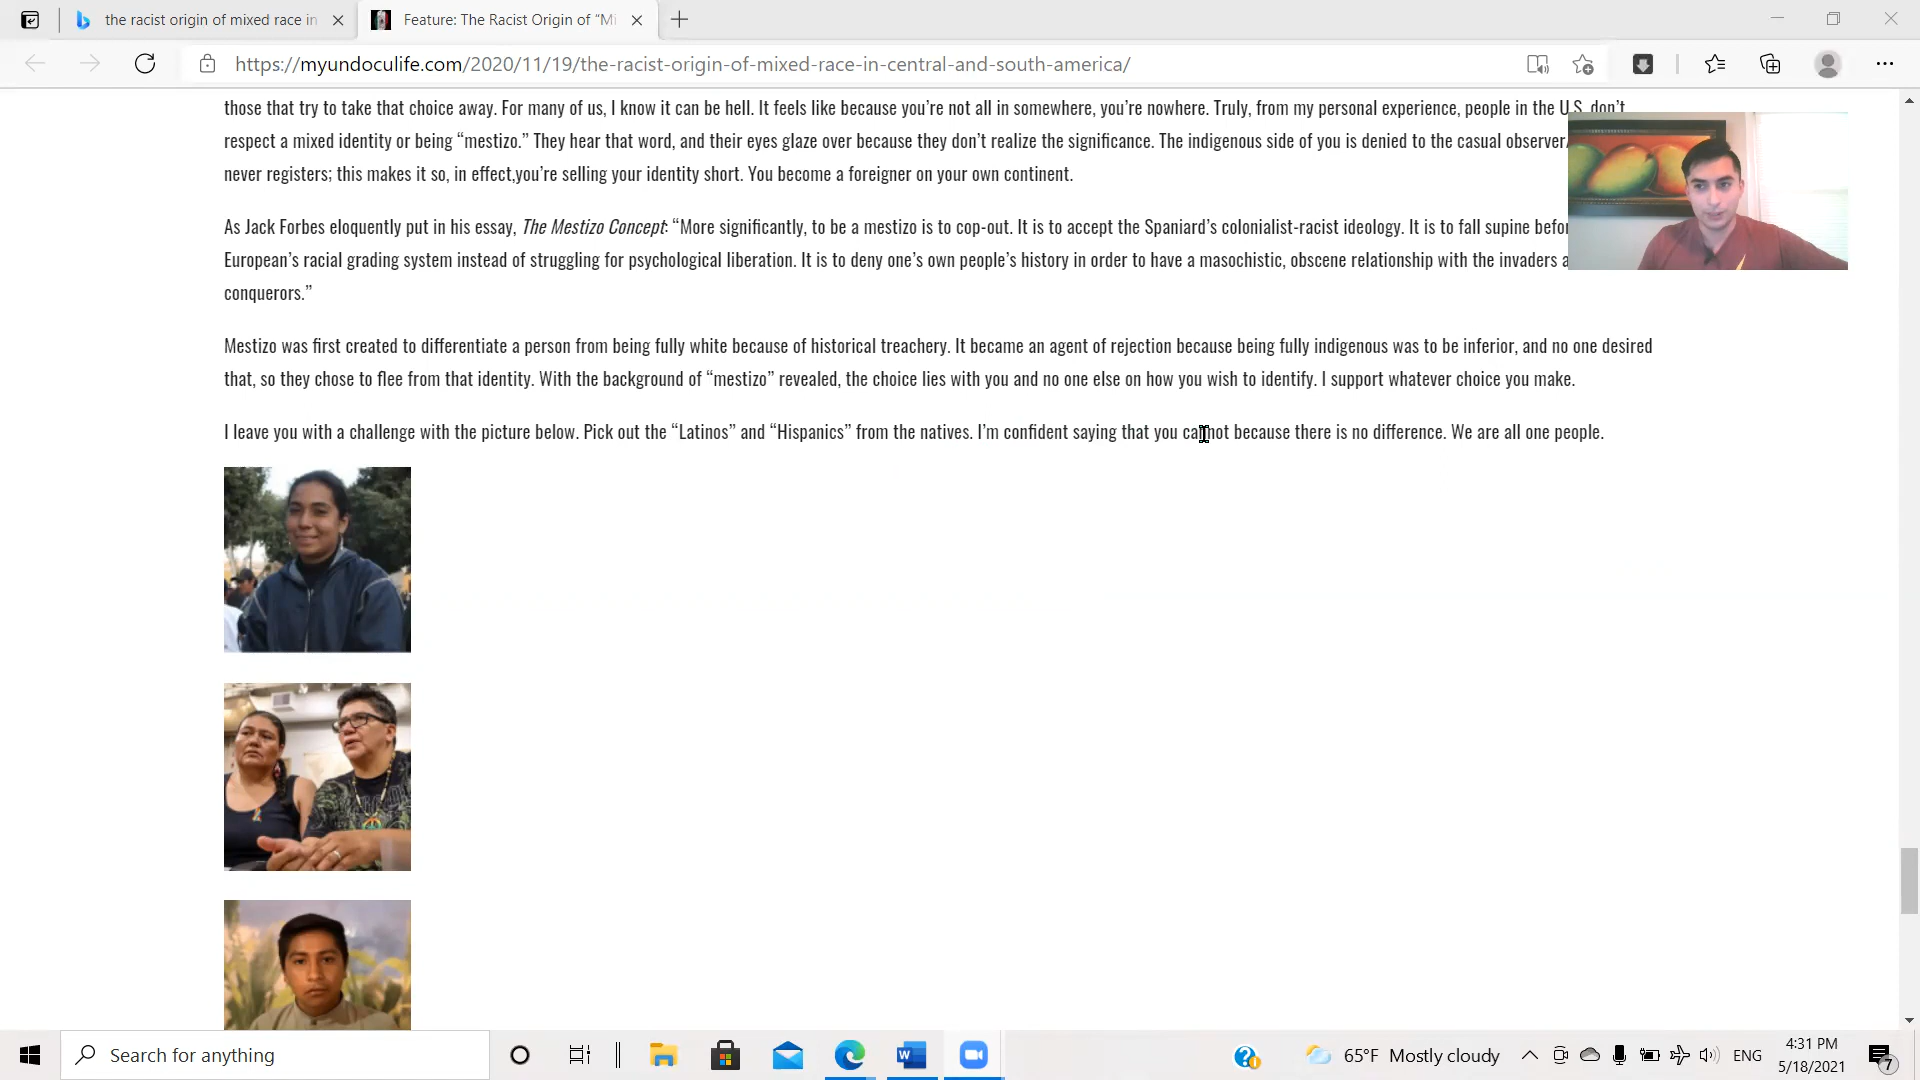 the racist origin of mixed race in
Feature: The Racist Origin of “Mi
https://myundoculife.com/2020/11/19/the-racist-origin-of-mixed-race-in-central-and-south-america/
those that try to take that choice away. For many of us, I know it can be hell. It feels like because you’re not all in somewhere, you’re nowhere. Truly, from my personal experience, people in the U.S. don’t
respect a mixed identity or being “mestizo.” They hear that word, and their eyes glaze over because they don’t realize the significance. The indigenous side of you is denied to the casual observer
never registers; this makes it so, in effect,you’re selling your identity short. You become a foreigner on your own continent.
As Jack Forbes eloquently put in his essay, The Mestizo Concept: “More significantly, to be a mestizo is to cop-out. It is to accept the Spaniard’s colonialist-racist ideology. It is to fall supine
European’s racial grading system instead of struggling for psychological liberation. It is to deny one’s own people’s history in order to have a masochistic, obscene relationship with the invaders
conquerors.”
Mestizo was first created to differentiate a person from being fully white because of historical treachery. It became an agent of rejection because being fully indigenous was to be inferior, and no one desired
that, so they chose to flee from that identity. With the background of “mestizo” revealed, the choice lies with you and no one else on how you wish to identify. I support whatever choice you make.
I leave you with a challenge with the picture below. Pick out the “Latinos” and “Hispanics” from the natives. I’m confident saying that you cannot because there is no difference. We are all one people.
Search for anything
65°F Mostly cloudy
ENG
4:31 PM
5/18/2021
7